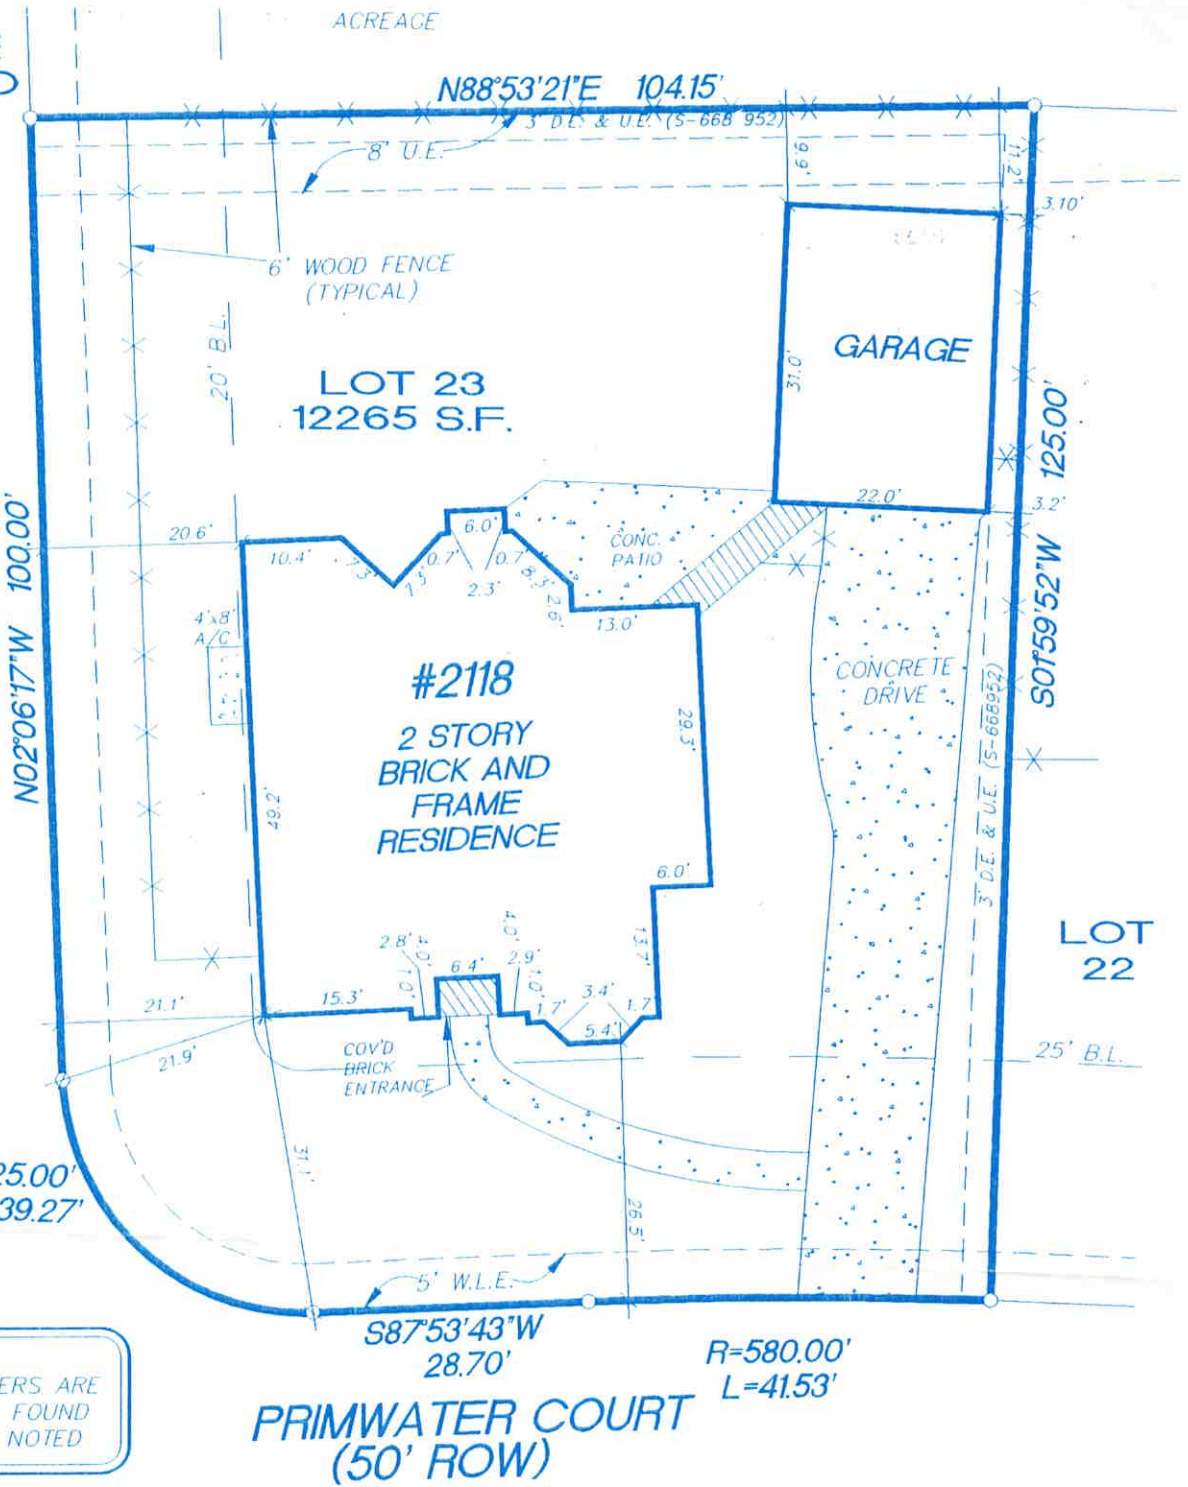 ACREAGE
N88°53'21"E 104.15'
3' D.E. & U.E. (S-668 952)
8' U.E.
9.9'
11.2'
3.10'
6' WOOD FENCE
(TYPICAL)
20' B.L.
GARAGE
31.0'
LOT 23
12265 S.F.
S01°59'52"W 125.00'
22.0'
3.2'
N02°06'17"W 100.00'
20.6'
10.4'
7.5'
7.5'
0.7'
6.0'
2.3'
0.7'
8.2'
2.6'
CONC.
PATIO
13.0'
4'x8'
A/C
#2118
2 STORY
BRICK AND
FRAME
RESIDENCE
29.3'
CONCRETE
DRIVE
3' D.E. & U.E. (S-668952)
49.2'
6.0'
13.7'
LOT
22
2.8'
4.0'
1.0'
6.4'
4.0'
2.9'
1.0'
1.7'
3.4'
1.7'
5.4'
15.3'
21.1'
21.9'
COV'D
BRICK
ENTRANCE
25' B.L.
31.1'
26.5'
25.00'
39.27'
5' W.L.E.
S87°53'43"W
28.70'
R=580.00'
L=41.53'
PRIMWATER COURT
(50' ROW)
ERS ARE
FOUND
NOTED